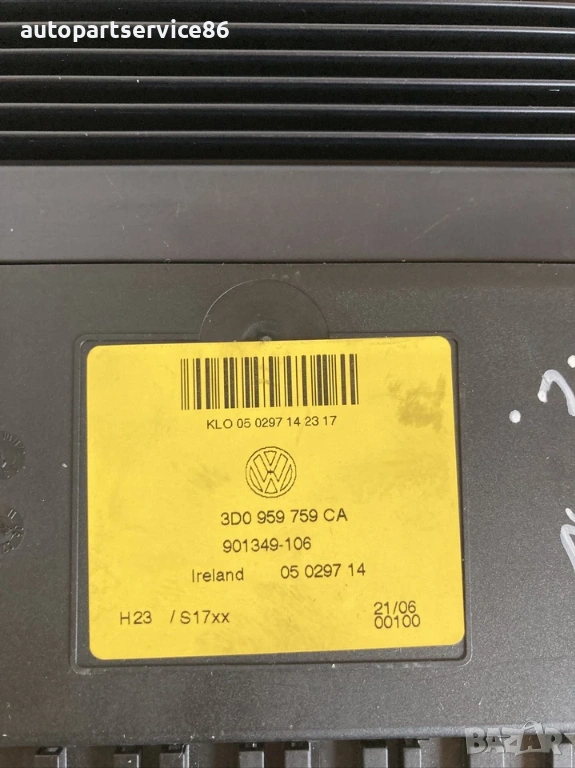 autopartservice86
KLO 05 0297 14 23 17
3D0 959 759 CA
901349-106
Ireland 05 0297 14
H23 / S17xx 21/06
00100
BAZAR